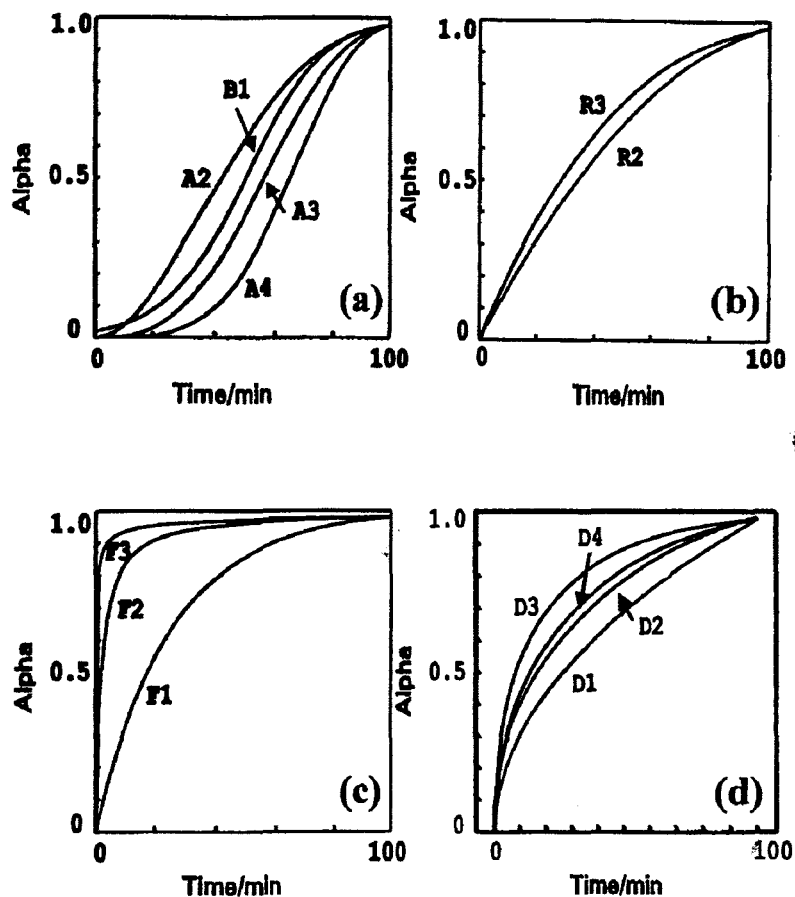 1.0
B1
Alpha
0.5
A2
A3
A4
(a)
0
0
100
Time/min
1.0
R3
Alpha
0.5
R2
(b)
0
0
100
Time/min
1.0
F3
F2
Alpha
0.5
F1
(c)
0
0
100
Time/min
1.0
D4
D3
D2
Alpha
0.5
D1
(d)
0
0
100
Time/min